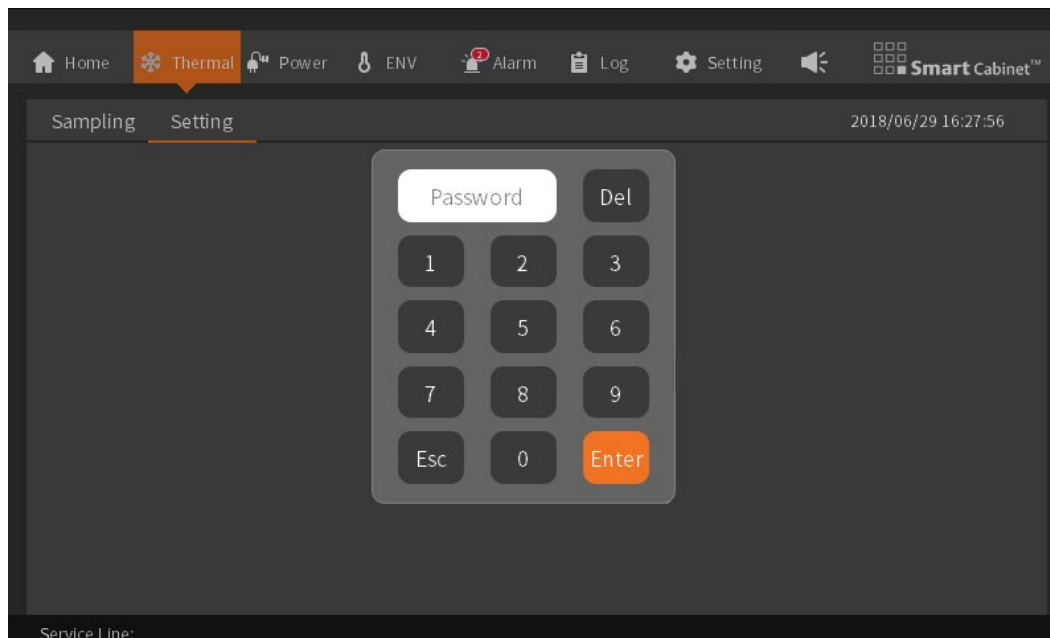 Home Thermal Power ENV 2 Alarm Log Setting Smart Cabinet™
Sampling Setting 2018/06/29 16:27:56
Password Del
1 2 3
4 5 6
7 8 9
Esc 0 Enter
Service Line: